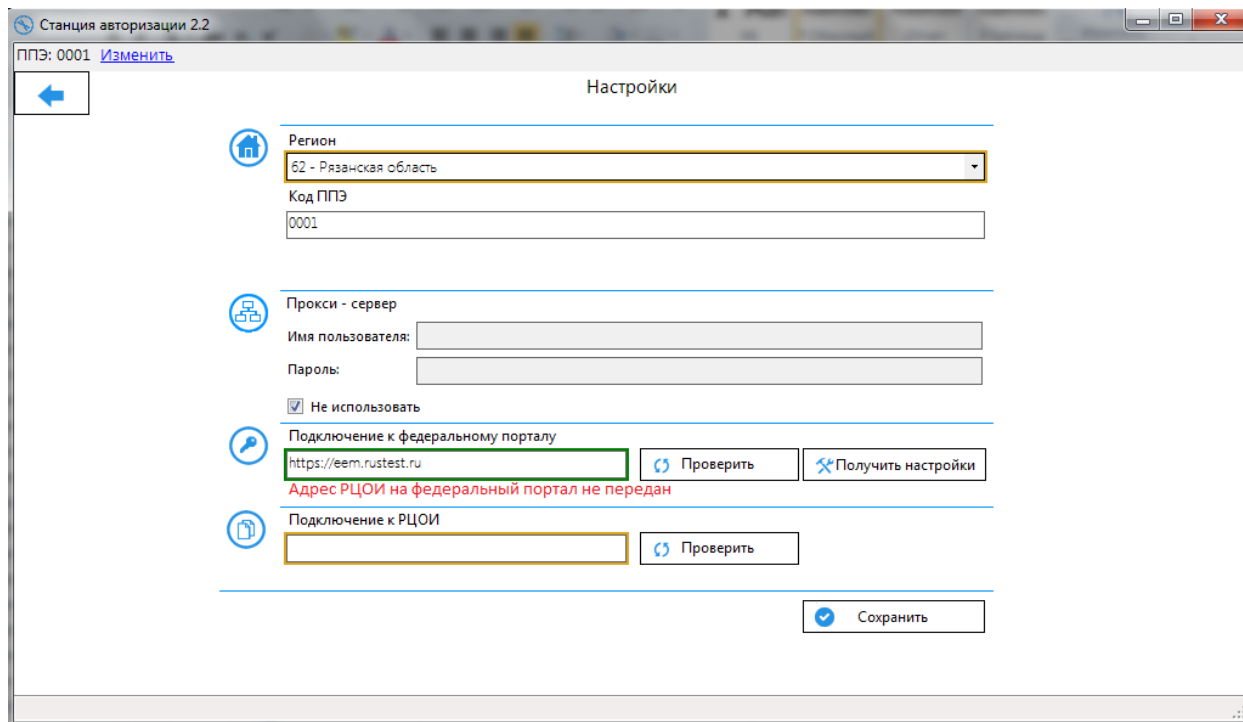 Станция авторизации 2.2
ППЭ: 0001 Изменить
Настройки
Регион
62 - Рязанская область
Код ППЭ
0001
Прокси - сервер
Имя пользователя:
Пароль:
Не использовать
Подключение к федеральному порталу
https://eem.rustest.ru Проверить Получить настройки
Адрес РЦОИ на федеральный портал не передан
Подключение к РЦОИ
Проверить
Сохранить